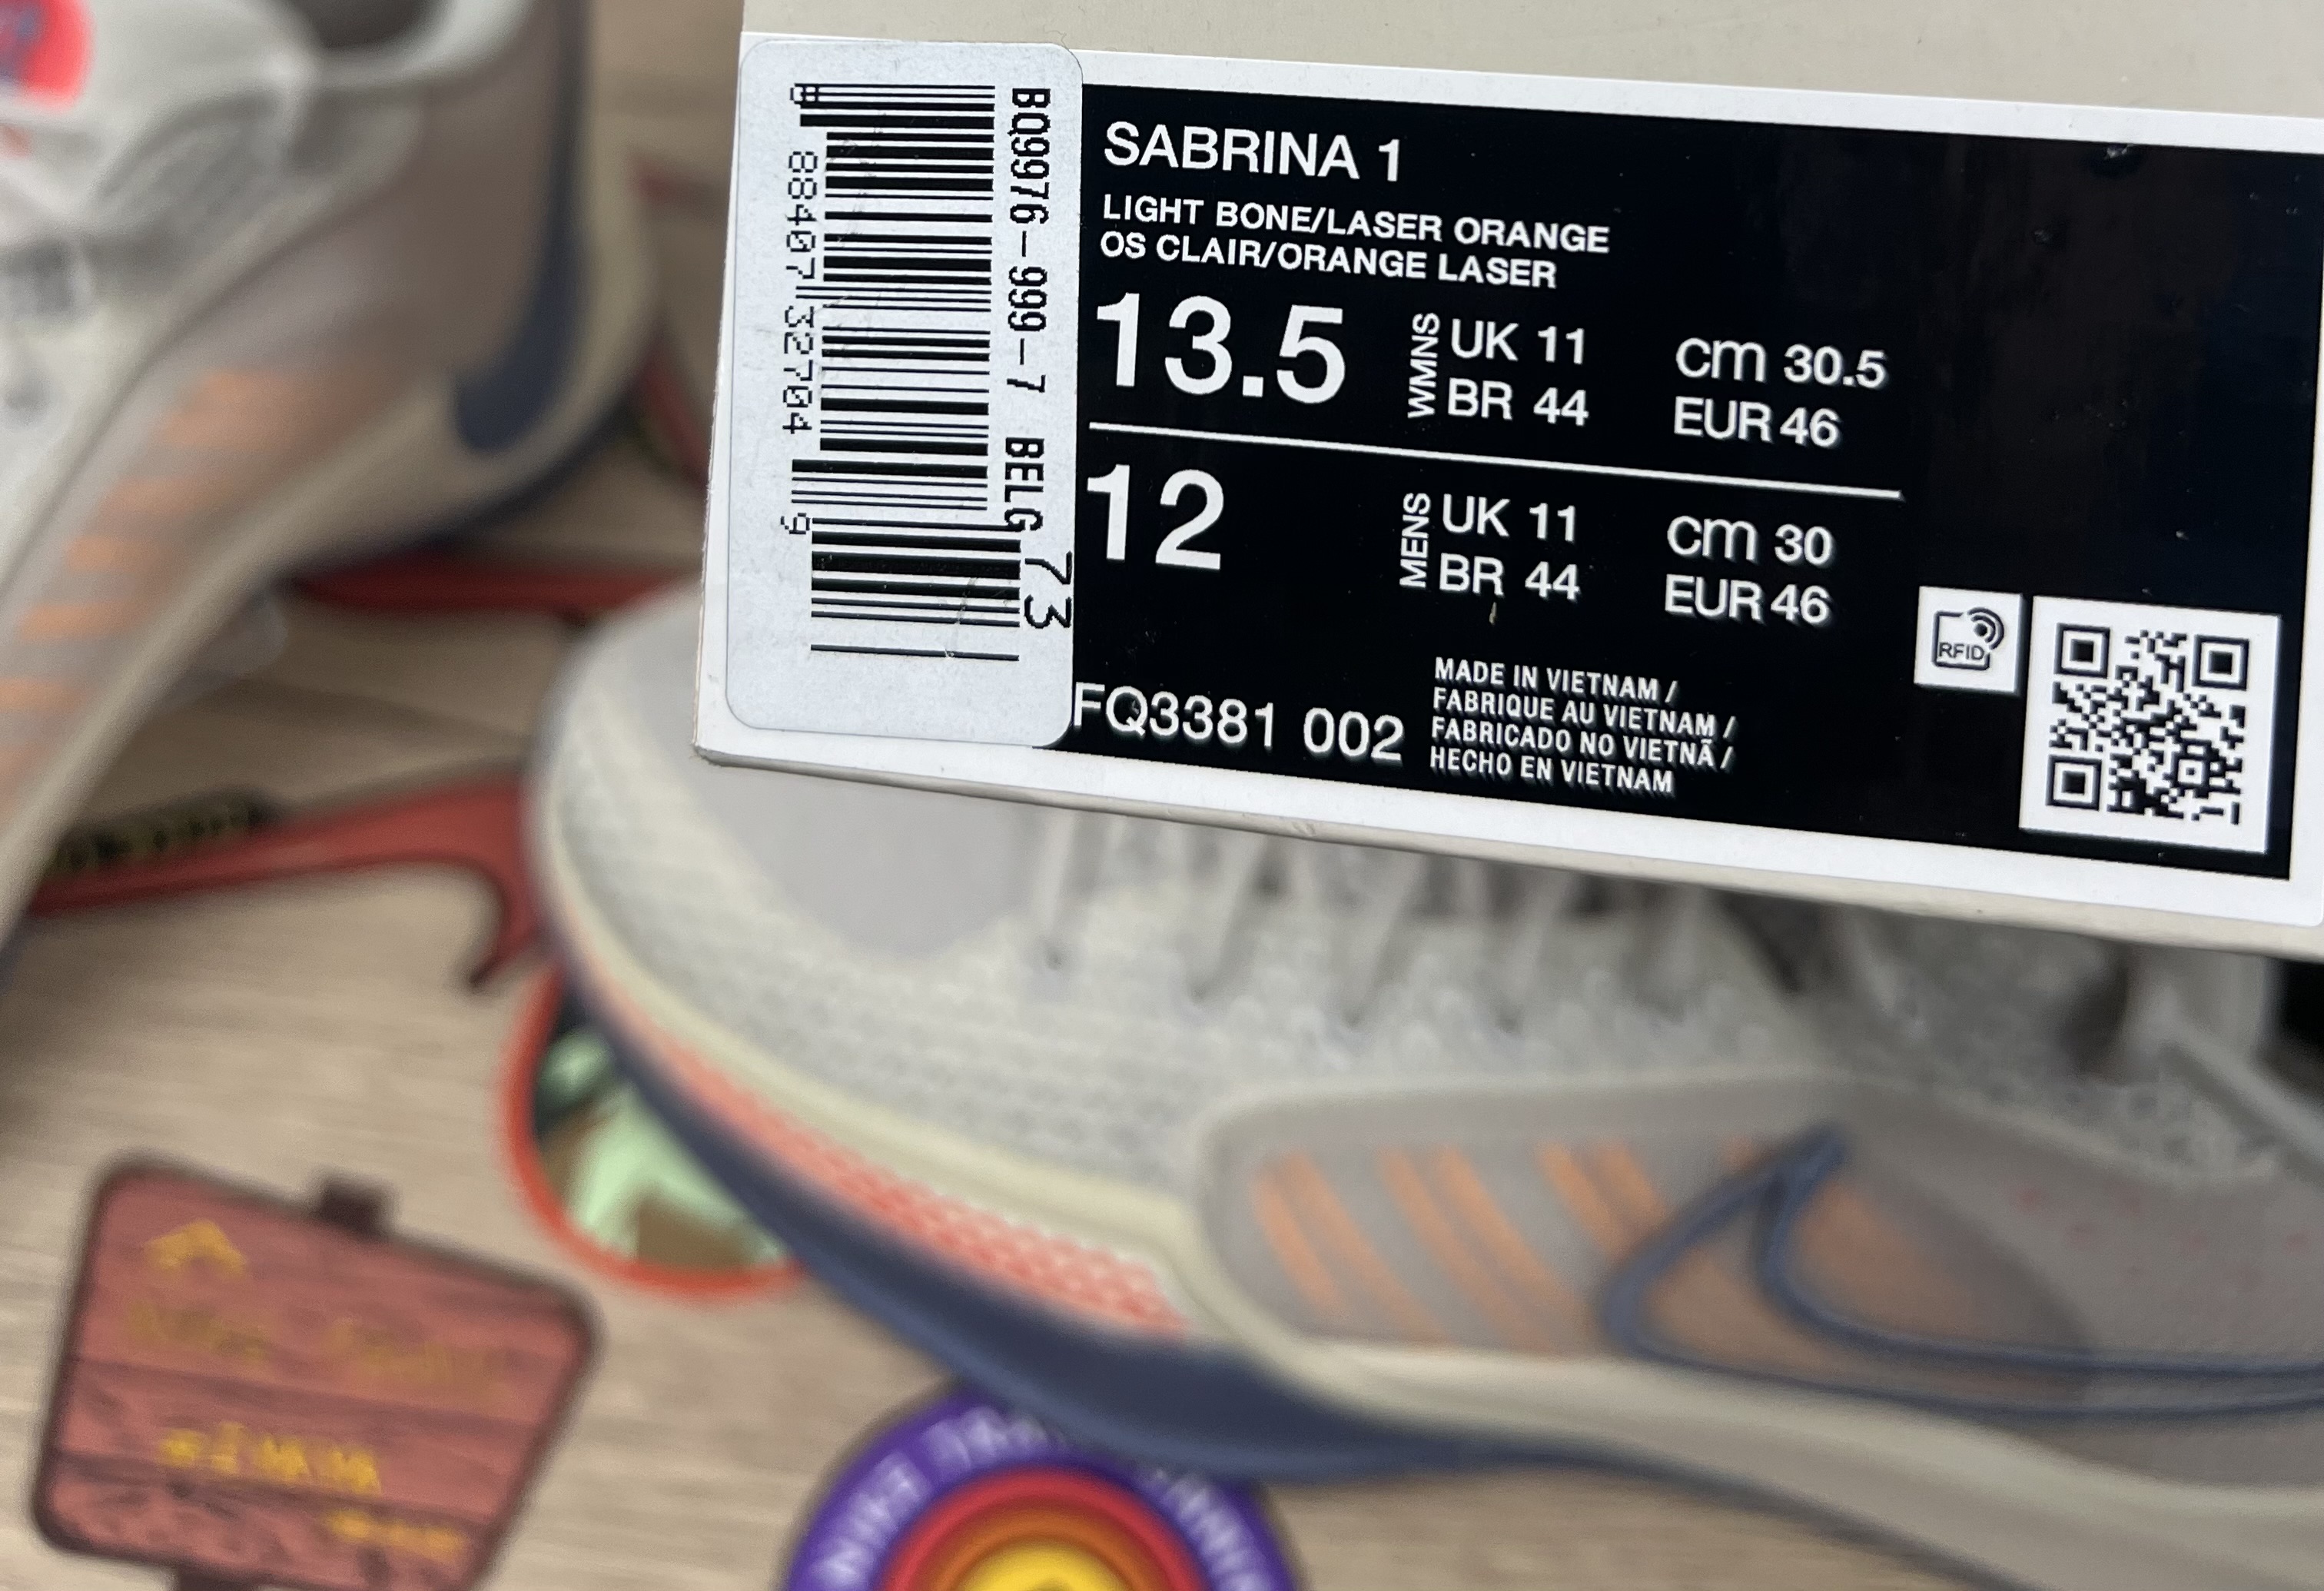 BQ9976-999-7 BELG 73
0 88407 32704 9
SABRINA 1
LIGHT BONE/LASER ORANGE
OS CLAIR/ORANGE LASER
13.5 WMNS UK 11 cm 30.5
BR 44 EUR 46
12 MENS UK 11 cm 30
BR 44 EUR 46
FQ3381 002
MADE IN VIETNAM /
FABRIQUE AU VIETNAM /
FABRICADO NO VIETNÃ /
HECHO EN VIETNAM
RFID